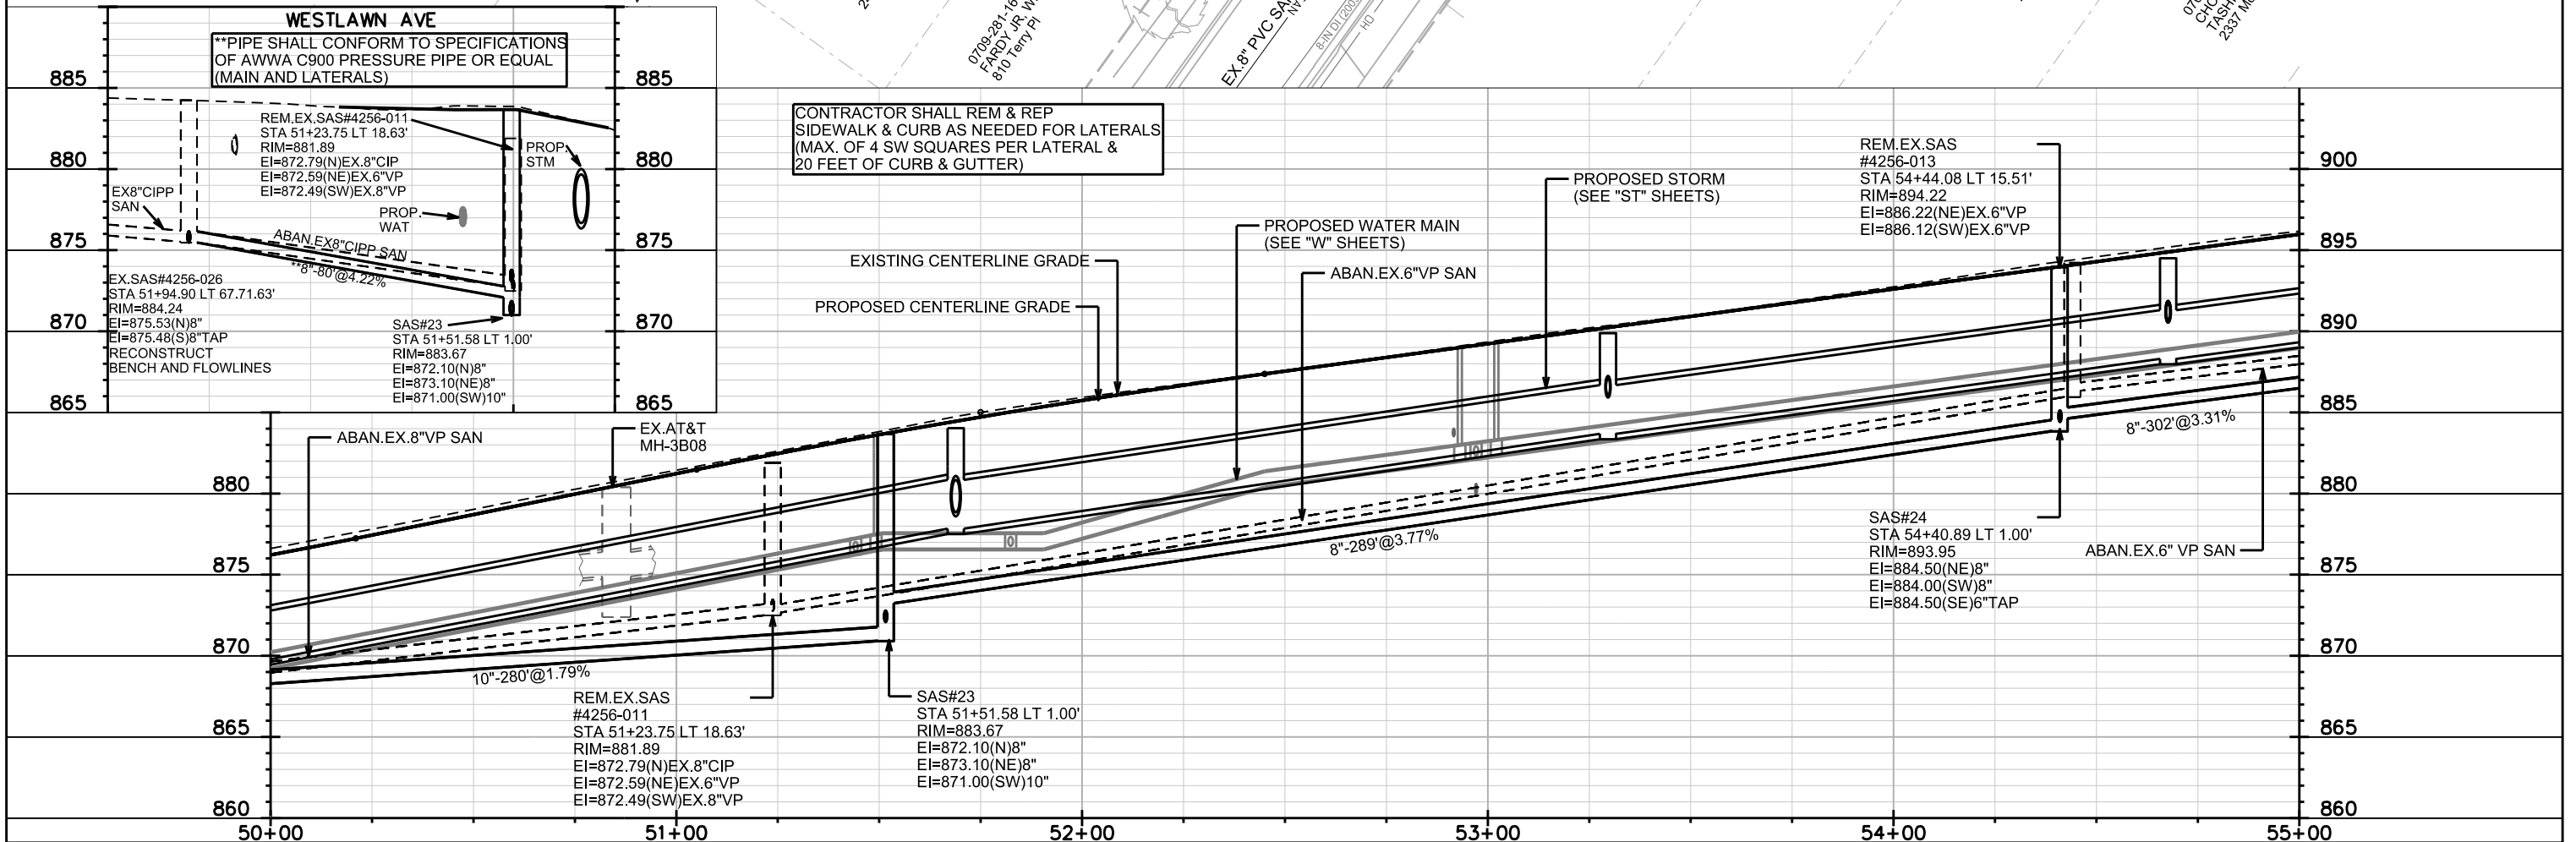 WESTLAWN AVE
**PIPE SHALL CONFORM TO SPECIFICATIONS
OF AWWA C900 PRESSURE PIPE OR EQUAL
(MAIN AND LATERALS)
885
880
875
870
865
885
880
875
870
865
REM.EX.SAS#4256-011
STA 51+23.75 LT 18.63'
RIM=881.89
EI=872.79(N)EX.8"CIP
EI=872.59(NE)EX.6"VP
EI=872.49(SW)EX.8"VP
PROP.
STM
EX8"CIPP
SAN
PROP.
WAT
ABAN.EX8"CIPP SAN
**8"-80'@4.22%
EX.SAS#4256-026
STA 51+94.90 LT 67.71.63'
RIM=884.24
EI=875.53(N)8"
EI=875.48(S)8"TAP
RECONSTRUCT
BENCH AND FLOWLINES
SAS#23
STA 51+51.58 LT 1.00'
RIM=883.67
EI=872.10(N)8"
EI=873.10(NE)8"
EI=871.00(SW)10"
0709-281-16
FARDY JR, W
810 Terry Pl
EX.8" PVC SA
8-IN DI (200
OH
CHO
TASH
2337 M
CONTRACTOR SHALL REM & REP
SIDEWALK & CURB AS NEEDED FOR LATERALS
(MAX. OF 4 SW SQUARES PER LATERAL &
20 FEET OF CURB & GUTTER)
EXISTING CENTERLINE GRADE
PROPOSED CENTERLINE GRADE
PROPOSED WATER MAIN
(SEE "W" SHEETS)
ABAN.EX.6"VP SAN
PROPOSED STORM
(SEE "ST" SHEETS)
REM.EX.SAS
#4256-013
STA 54+44.08 LT 15.51'
RIM=894.22
EI=886.22(NE)EX.6"VP
EI=886.12(SW)EX.6"VP
900
895
890
885
880
875
870
865
860
ABAN.EX.8"VP SAN
EX.AT&T
MH-3B08
880
875
870
865
860
10"-280'@1.79%
8"-289'@3.77%
8"-302'@3.31%
REM.EX.SAS
#4256-011
STA 51+23.75 LT 18.63'
RIM=881.89
EI=872.79(N)EX.8"CIP
EI=872.59(NE)EX.6"VP
EI=872.49(SW)EX.8"VP
SAS#23
STA 51+51.58 LT 1.00'
RIM=883.67
EI=872.10(N)8"
EI=873.10(NE)8"
EI=871.00(SW)10"
SAS#24
STA 54+40.89 LT 1.00'
RIM=893.95
EI=884.50(NE)8"
EI=884.00(SW)8"
EI=884.50(SE)6"TAP
ABAN.EX.6" VP SAN
50+00
51+00
52+00
53+00
54+00
55+00